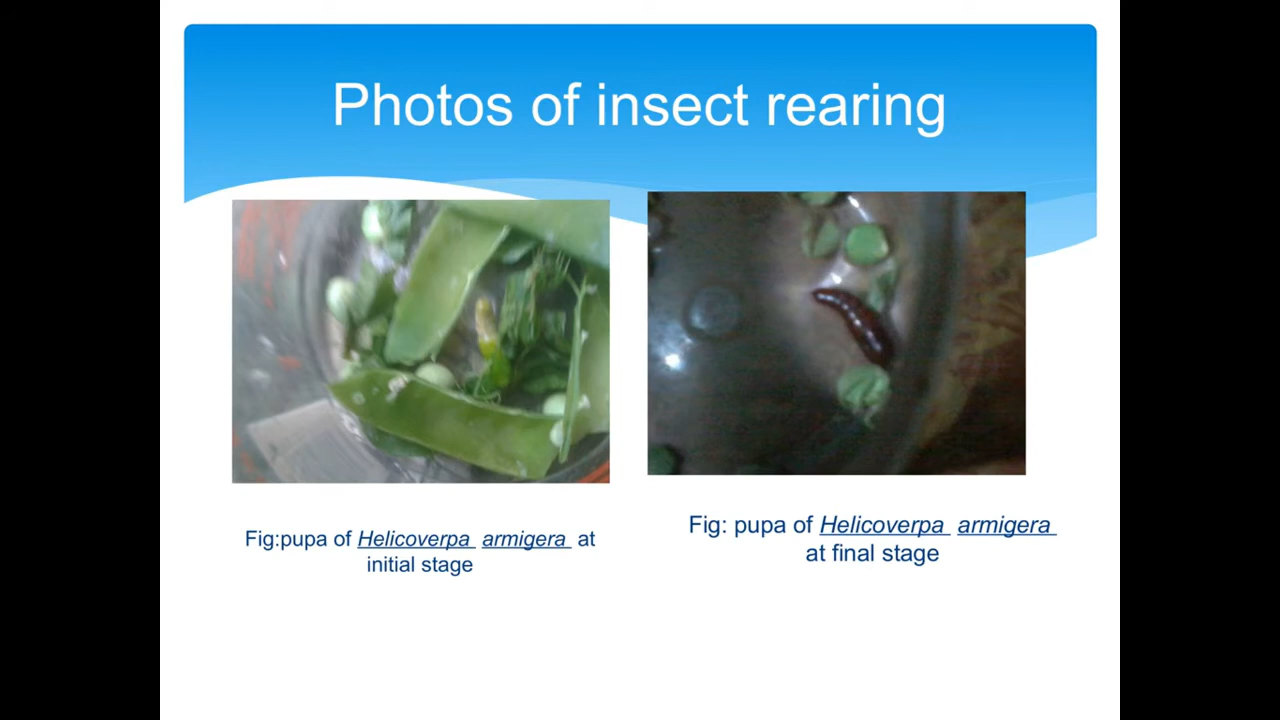 Photos of insect rearing
Fig:pupa of Helicoverpa armigera at
initial stage
Fig: pupa of Helicoverpa armigera
at final stage